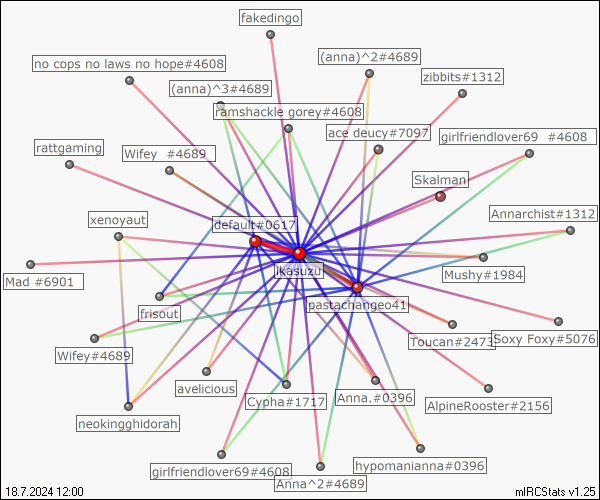 fakedingo
no cops no laws no hope#4608
(anna)^2#4689
(anna)^3#4689
zibbits#1312
ramshackle gorey#4608
ace deucy#7097
girlfriendlover69 #4608
rattgaming
Wifey #4689
Skalman
xenoyaut
default#0617
Annarchist#1312
Mad #6901
ikasuzu
Mushy#1984
frisout
pastachangeo41
Wifey#4689
Toucan#2473
Soxy Foxy#5076
avelicious
Cypha#1717
Anna.#0396
AlpineRooster#2156
neokingghidorah
girlfriendlover69#4608
Anna^2#4689
hypomanianna#0396
18.7.2024 12:00
mIRCStats v1.25